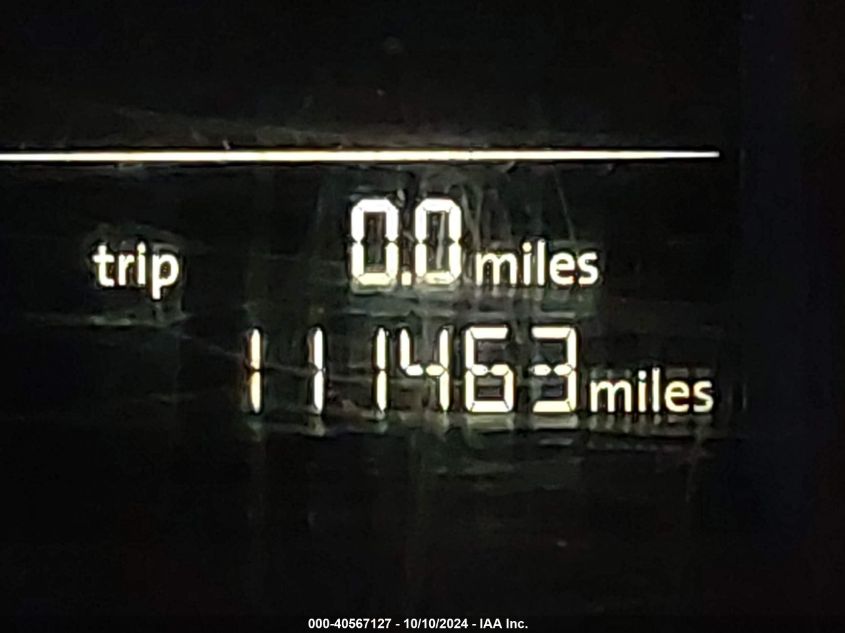 trip 0.0 miles
111463 miles
000-40567127 - 10/10/2024 - IAA Inc.